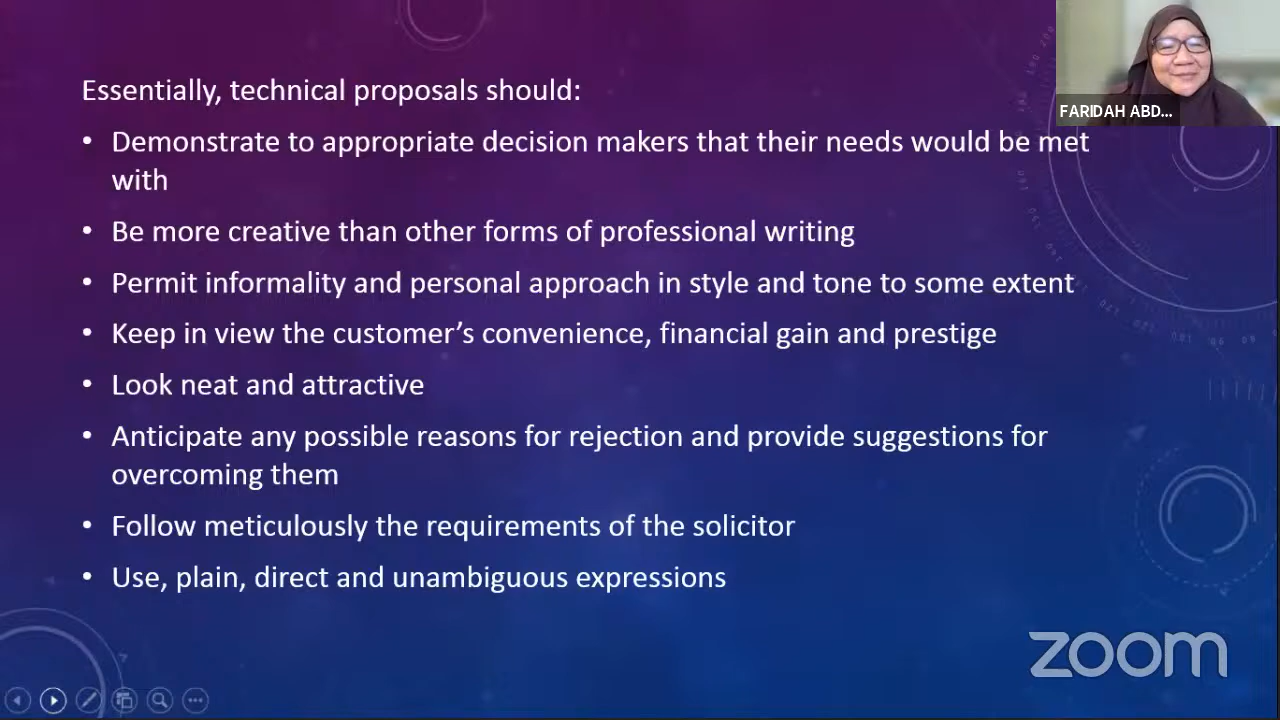 FARIDAH ABD...
Essentially, technical proposals should:
• Demonstrate to appropriate decision makers that their needs would be met
with
• Be more creative than other forms of professional writing
• Permit informality and personal approach in style and tone to some extent
• Keep in view the customer’s convenience, financial gain and prestige
• Look neat and attractive
• Anticipate any possible reasons for rejection and provide suggestions for
overcoming them
• Follow meticulously the requirements of the solicitor
• Use, plain, direct and unambiguous expressions
zoom